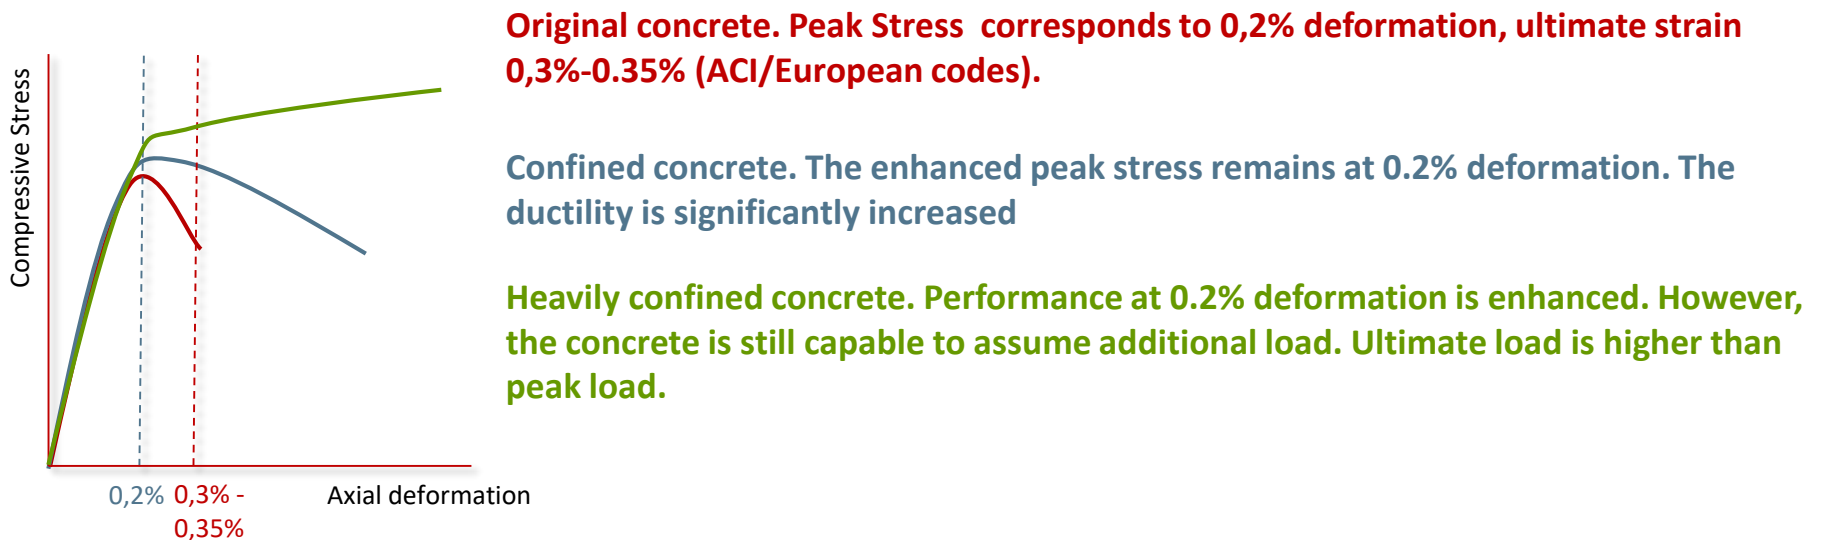 Original concrete. Peak Stress  corresponds to 0,2% deformation, ultimate strain
0,3%-0.35% (ACI/European codes).
Confined concrete. The enhanced peak stress remains at 0.2% deformation. The
ductility is significantly increased
Heavily confined concrete. Performance at 0.2% deformation is enhanced. However,
the concrete is still capable to assume additional load. Ultimate load is higher than
peak load.
Compressive Stress
0,2%
0,3% -
0,35%
Axial deformation